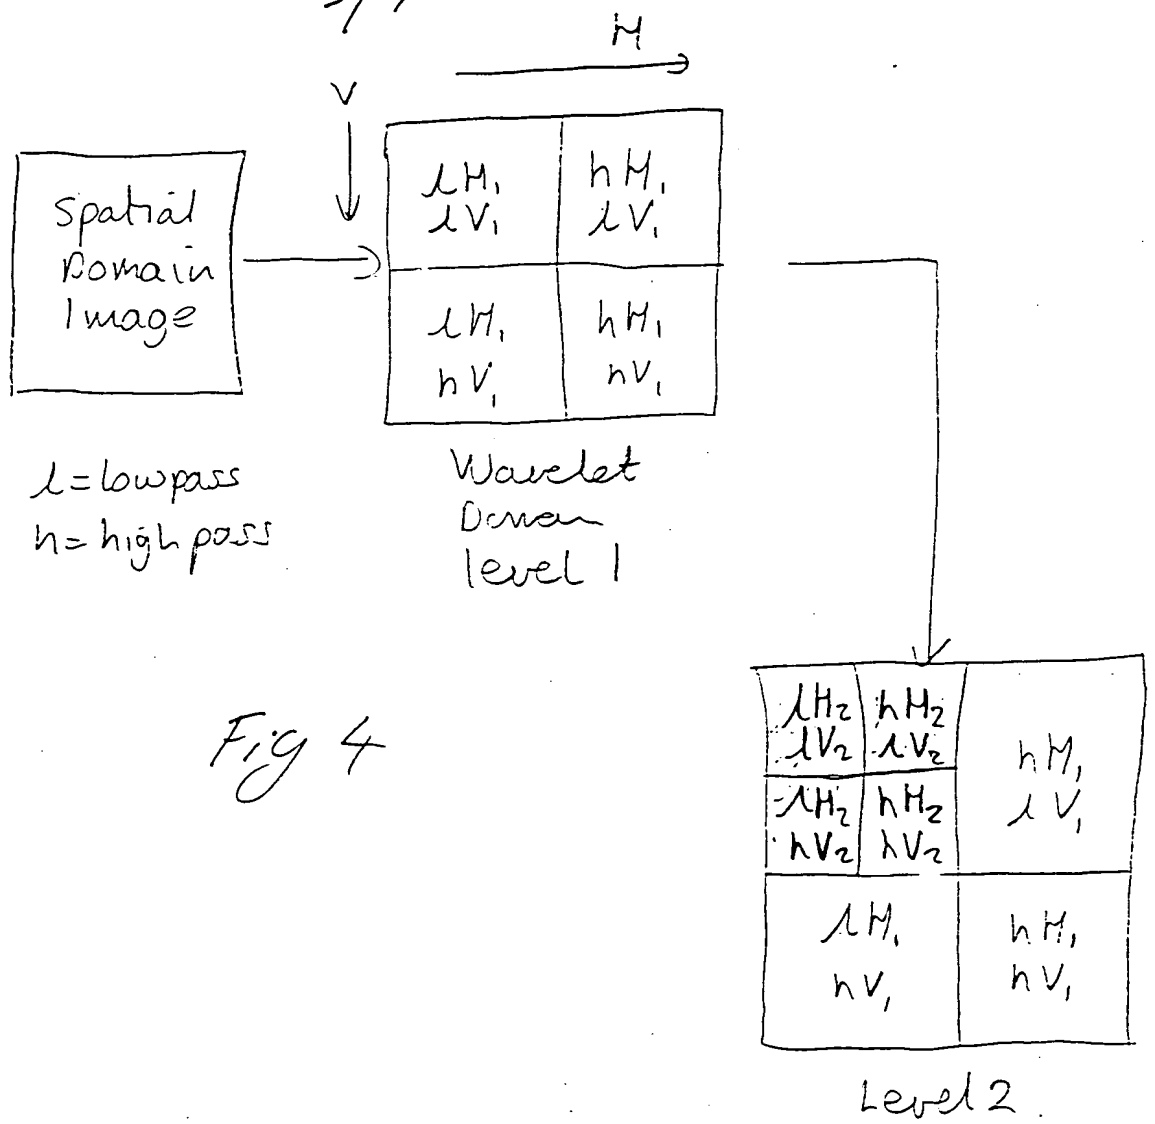 H
V
Spatial
Domain
Image
lH₁
lV₁
hH₁
lV₁
lH₁
hV₁
hH₁
hV₁
l=lowpass
h=high pass
Wavelet
Domain
level 1
Fig 4
lH₂
lV₂
hH₂
lV₂
lH₂
hV₂
hH₂
hV₂
hH₁
lV₁
lH₁
hV₁
hH₁
hV₁
Level 2